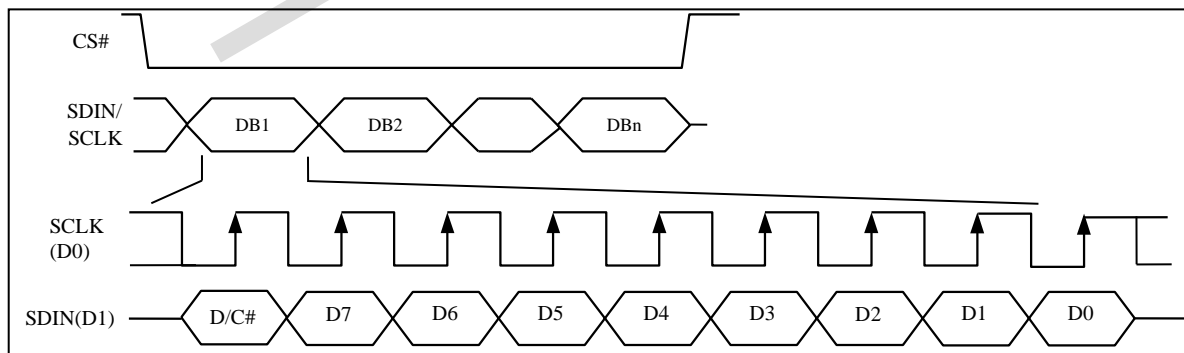 CS#
SDIN/
SCLK
DB1 DB2 DBn
SCLK
(D0)
SDIN(D1) D/C# D7 D6 D5 D4 D3 D2 D1 D0